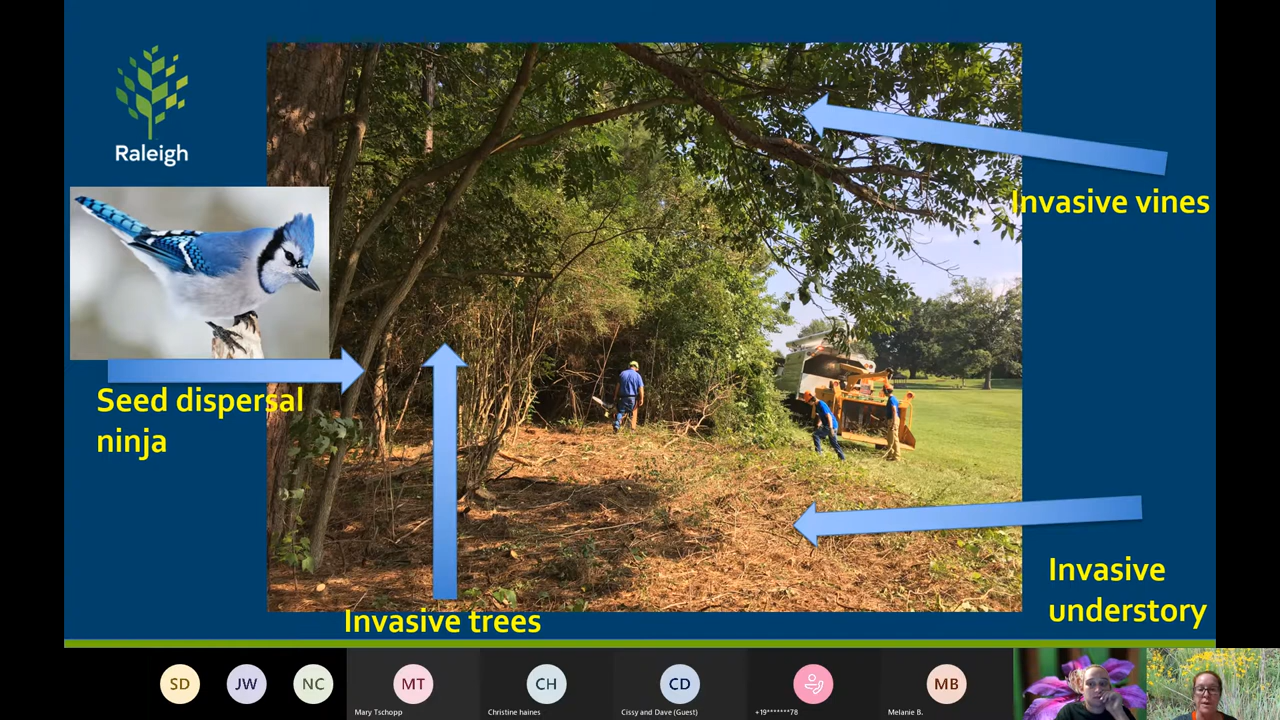 Raleigh
Invasive vines
Seed dispersal
ninja
Invasive
understory
Invasive trees
SD
JW
NC
MT
CH
CD
MB
Mary Tschopp
Christine haines
Cissy and Dave (Guest)
+19*******78
Melanie B.